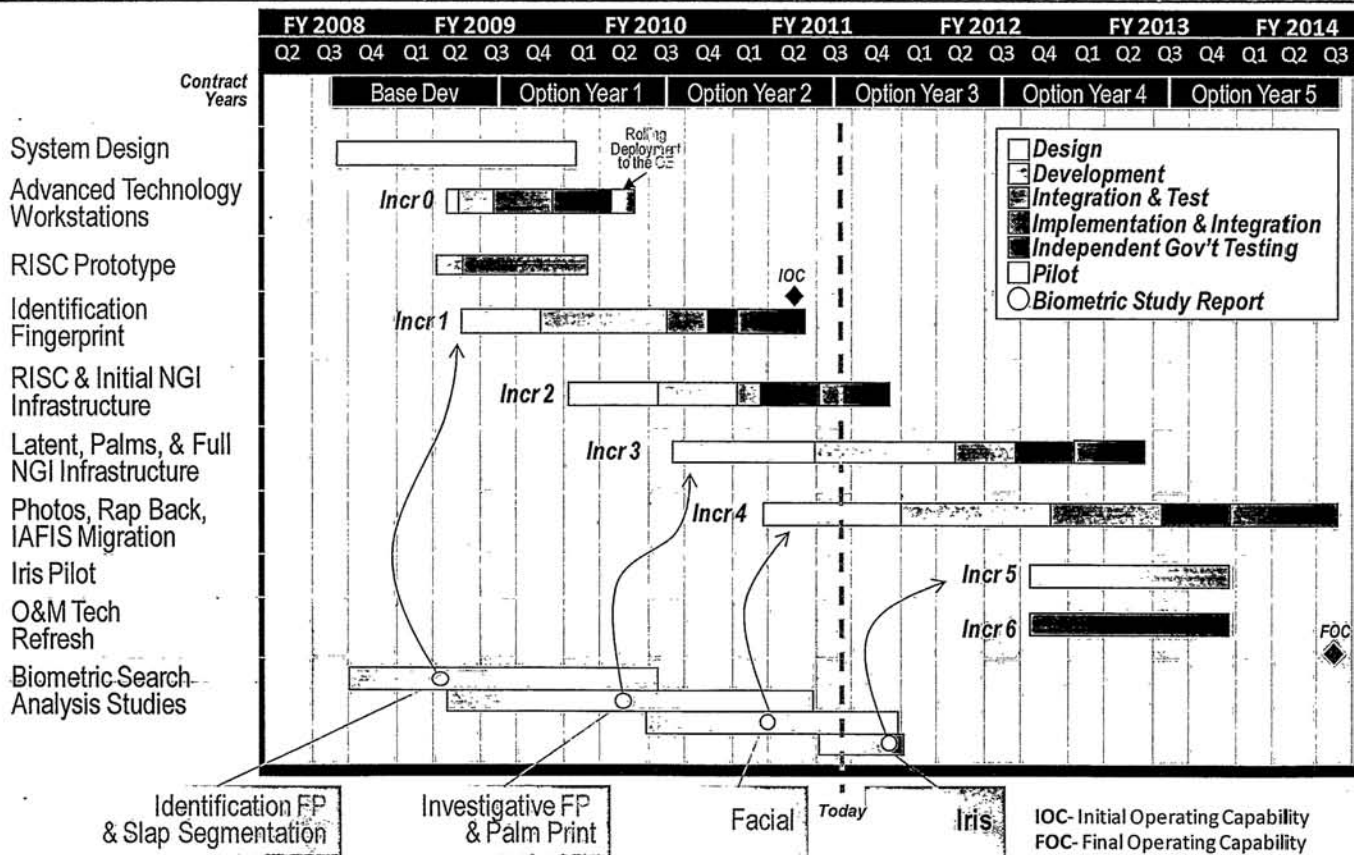 FY 2008 FY 2009 FY 2010 FY 2011 FY 2012 FY 2013 FY 2014
Q2 Q3 Q4 Q1 Q2 Q3 Q4 Q1 Q2 Q3 Q4 Q1 Q2 Q3 Q4 Q1 Q2 Q3 Q4 Q1 Q2 Q3 Q4 Q1 Q2 Q3
Contract
Years
Base Dev Option Year 1 Option Year 2 Option Year 3 Option Year 4 Option Year 5
System Design
Rolling
Deployment
to the
Advanced Technology
Workstations
Incr 0
RISC Prototype
IOC
Identification
Fingerprint
Incr 1
RISC & Initial NGI
Infrastructure
Incr 2
Latent, Palms, & Full
NGI Infrastructure
Incr 3
Photos, Rap Back,
IAFIS Migration
Incr 4
Iris Pilot
Incr 5
O&M Tech
Refresh
Incr 6
FOC
Biometric Search
Analysis Studies
Design
Development
Integration & Test
Implementation & Integration
Independent Gov't Testing
Pilot
Biometric Study Report
Identification FP
& Slap Segmentation
Investigative FP
& Palm Print
Facial
Today
Iris
IOC- Initial Operating Capability
FOC- Final Operating Capability